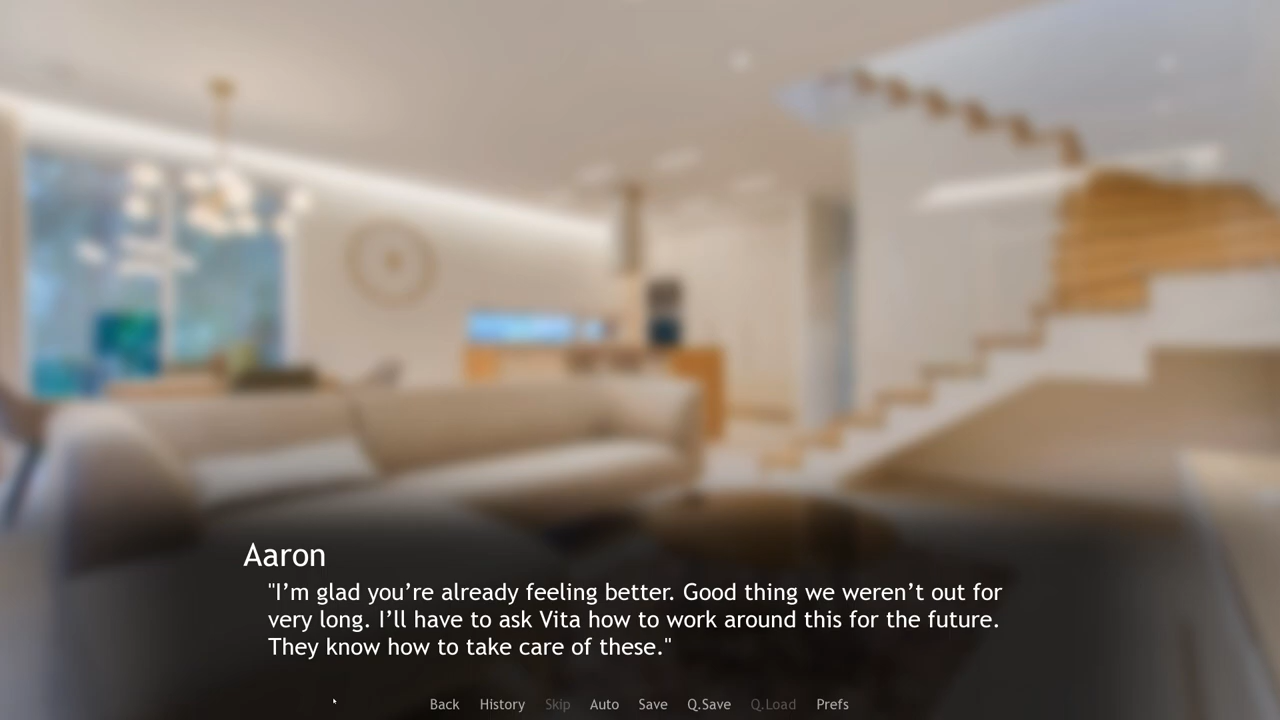 Aaron
"I’m glad you’re already feeling better. Good thing we weren’t out for
very long. I’ll have to ask Vita how to work around this for the future.
They know how to take care of these."
Back History Skip Auto Save Q.Save Q.Load Prefs